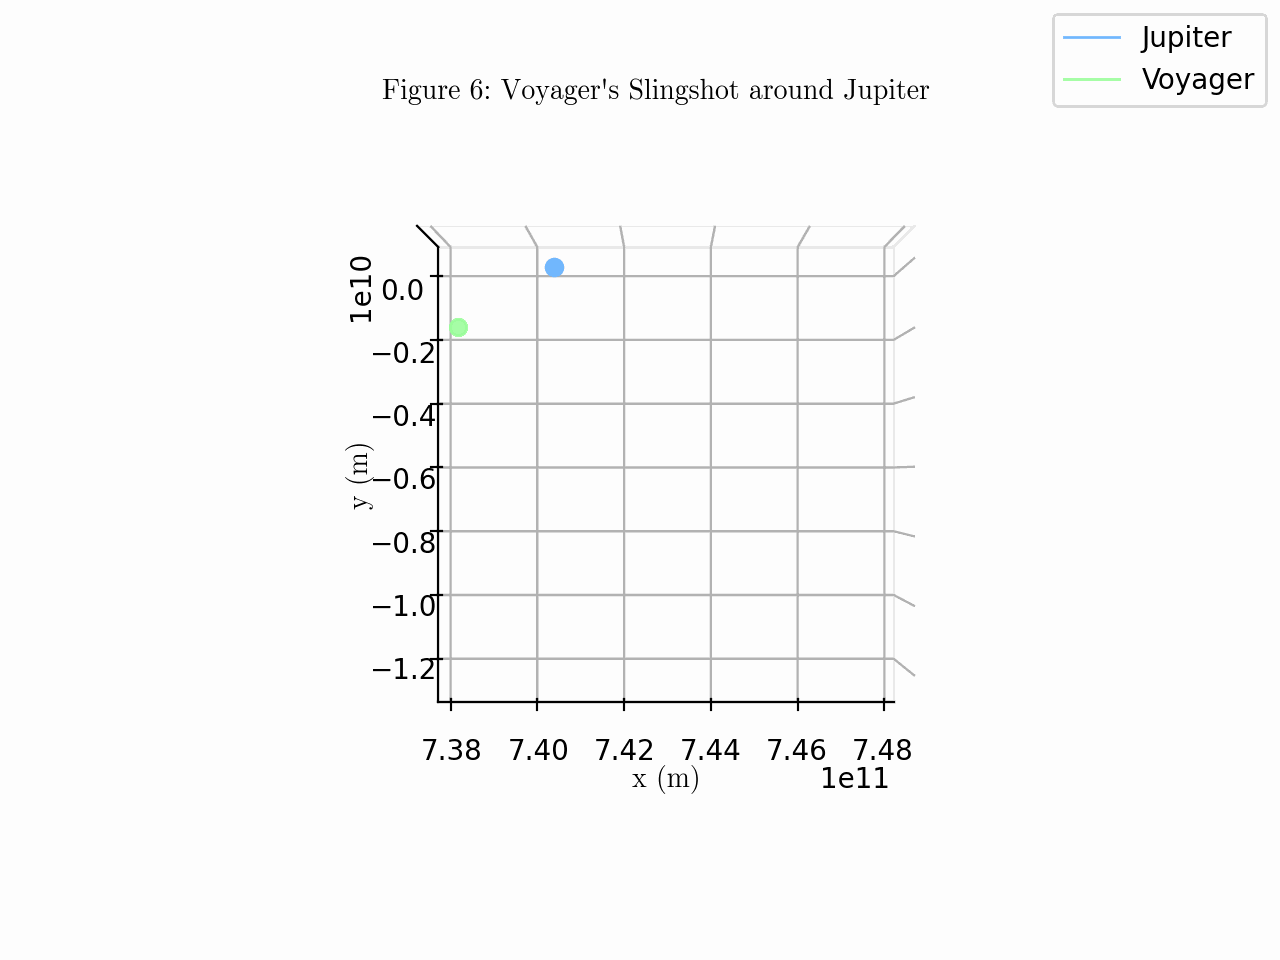 Jupiter
Voyager
Figure 6: Voyager's Slingshot around Jupiter
1e10
0.0
−0.2
−0.4
−0.6
−0.8
−1.0
−1.2
y (m)
7.38 7.40 7.42 7.44 7.46 7.48
x (m)
1e11